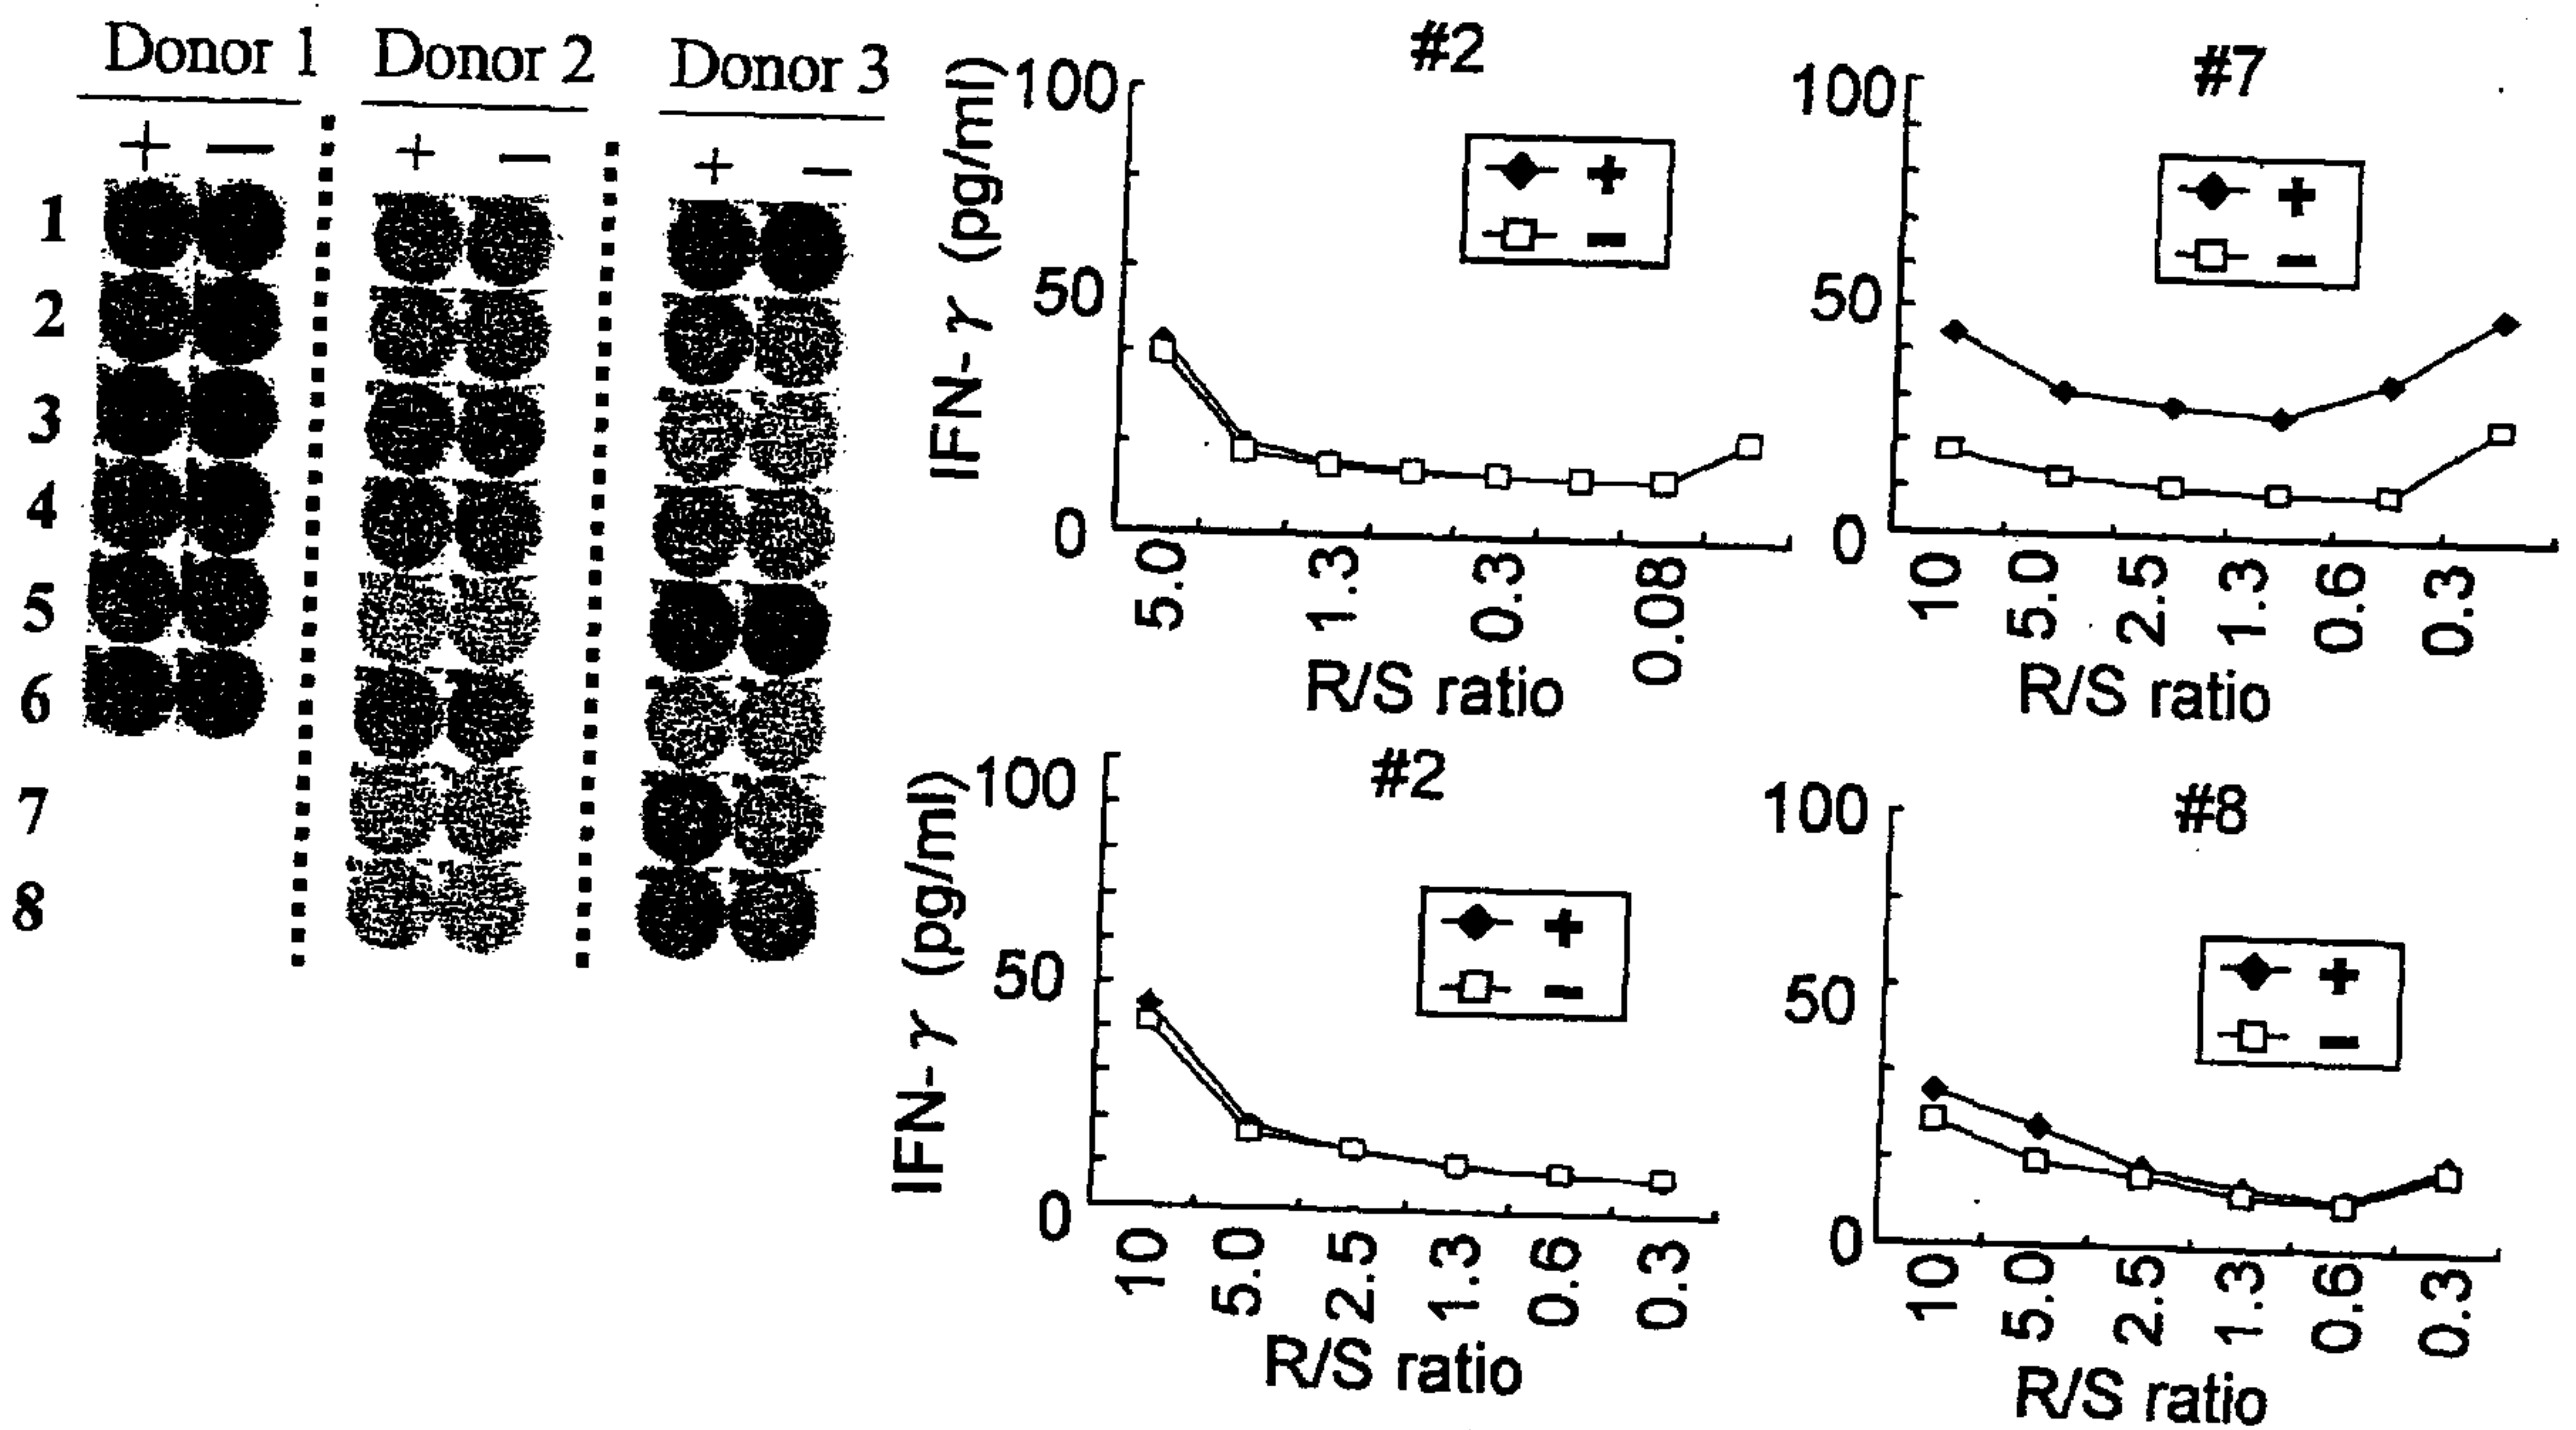 Donor 1 Donor 2 Donor 3
+ − + − + −
1
2
3
4
5
6
7
8
#2
IFN-γ (pg/ml)
100
50
0
+
−
5.0 1.3 0.3 0.08
R/S ratio
#7
100
50
0
+
−
10 5.0 2.5 1.3 0.6 0.3
R/S ratio
#2
IFN-γ (pg/ml)
100
50
0
+
−
10 5.0 2.5 1.3 0.6 0.3
R/S ratio
#8
100
50
0
+
−
10 5.0 2.5 1.3 0.6 0.3
R/S ratio